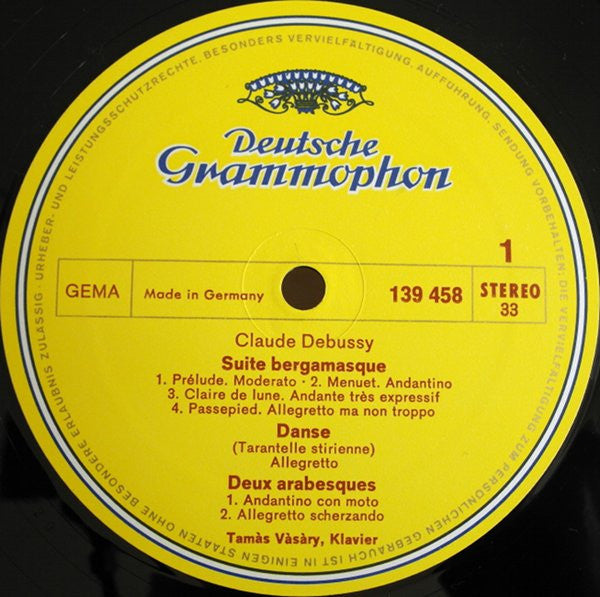 URHEBER- UND LEISTUNGSSCHUTZRECHTE. BESONDERS VERVIELFÄLTIGUNG, AUFFÜHRUNG, SENDUNG VORBEHALTEN; DIE VERVIELFÄLTIGUNG ZUM PERSÖNLICHEN GEBRAUCH IST IN EINIGEN STAATEN OHNE BESONDERE ERLAUBNIS ZULÄSSIG ·
Deutsche
Grammophon
1
GEMA
Made in Germany
139 458
STEREO
33
Claude Debussy
Suite bergamasque
1. Prélude. Moderato · 2. Menuet. Andantino
3. Claire de lune. Andante très expressif
4. Passepied. Allegretto ma non troppo
Danse
(Tarantelle stirienne)
Allegretto
Deux arabesques
1. Andantino con moto
2. Allegretto scherzando
Tamàs Vàsàry, Klavier